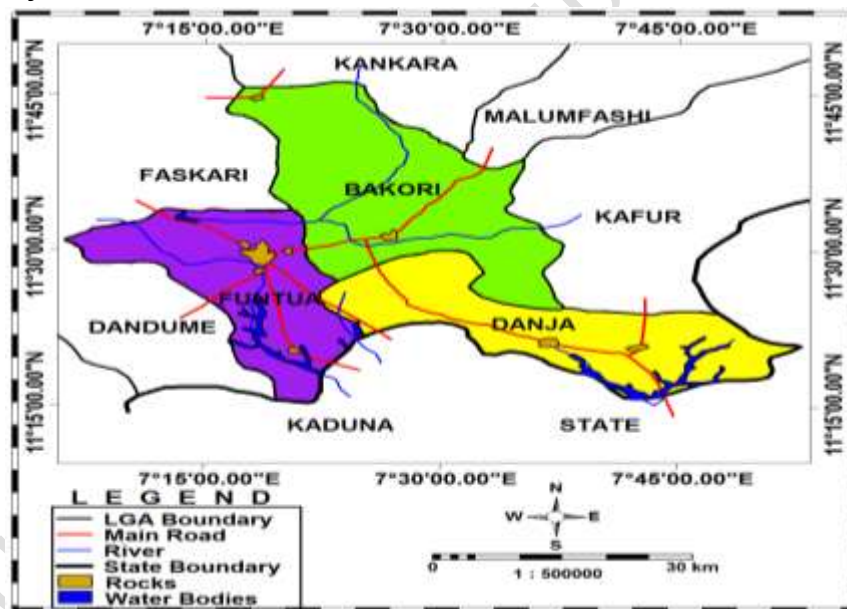 7°15'00.00"E 7°30'00.00"E 7°45'00.00"E
11°45'00.00"N 11°45'00.00"N
KANKARA
MALUMFASHI
FASKARI
BAKORI
KAFUR
11°30'00.00"N 11°30'00.00"N
FUNTUA
DANDUME
DANJA
11°15'00.00"N 11°15'00.00"N
KADUNA STATE
7°15'00.00"E 7°30'00.00"E 7°45'00.00"E
LEGEND
LGA Boundary
Main Road
River
State Boundary
Rocks
Water Bodies
N
W E
S
0 30 km
1 : 500000